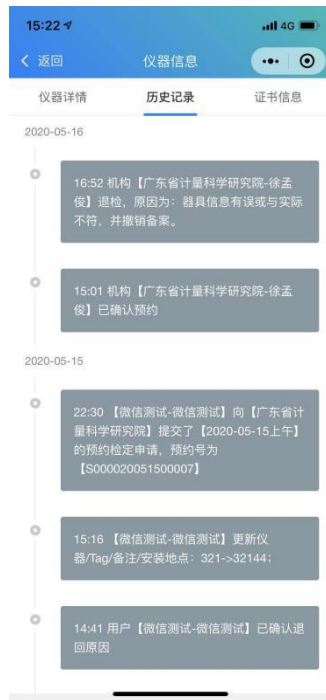 15:22
4G
返回
仪器信息
仪器详情
历史记录
证书信息
2020-05-16
16:52 机构【广东省计量科学研究院-徐孟
俊】退检，原因为：器具信息有误或与实际
不符，并撤销备案。
15:01 机构【广东省计量科学研究院-徐孟
俊】已确认预约
2020-05-15
22:30 【微信测试-微信测试】向【广东省计
量科学研究院】提交了【2020-05-15上午】
的预约检定申请，预约号为
【S000020051500007】
15:16 【微信测试-微信测试】更新仪
器/Tag/备注/安装地点：321->32144;
14:41 用户【微信测试-微信测试】已确认退
回原因